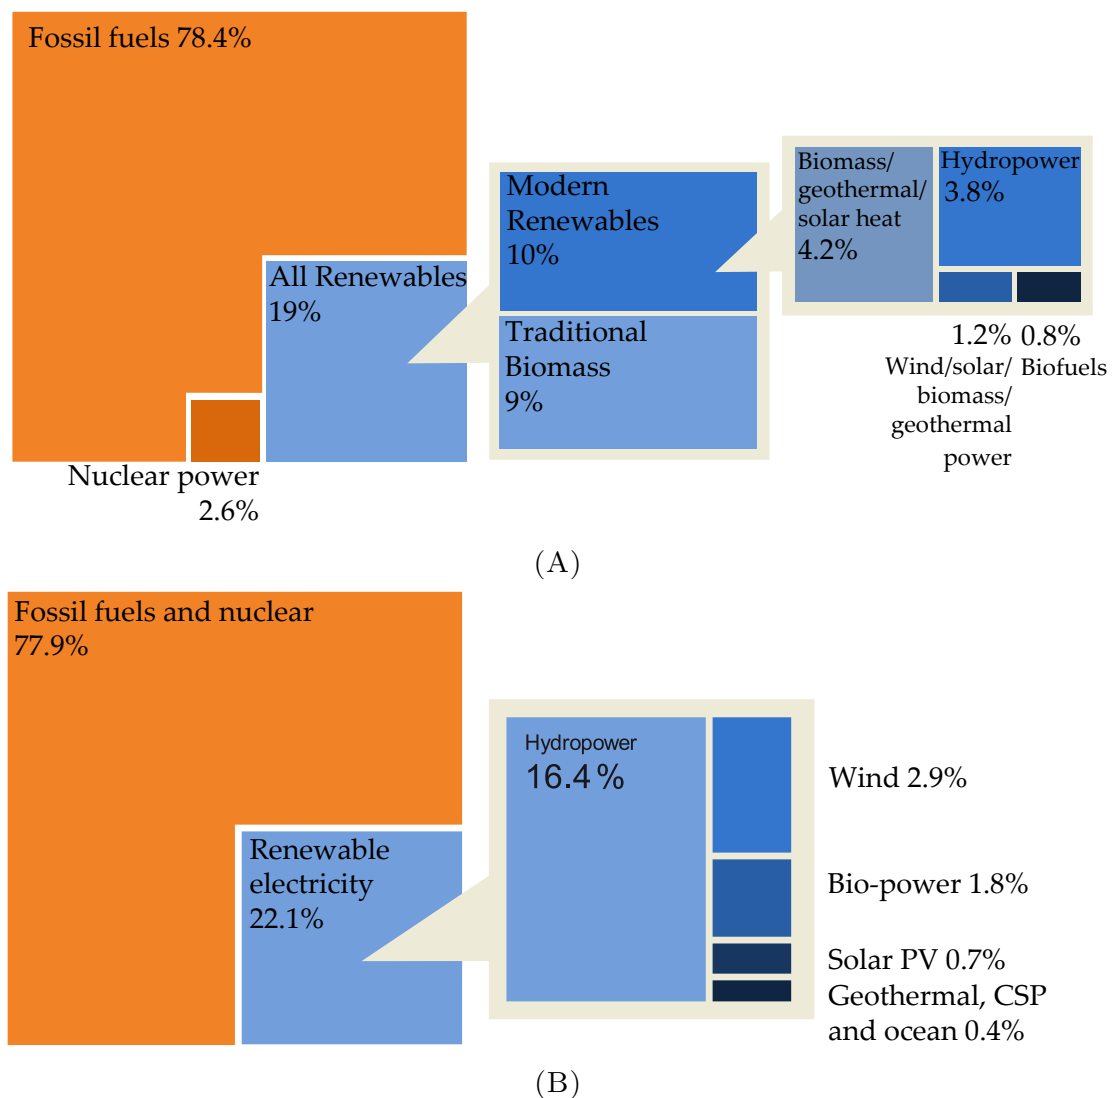 Fossil fuels 78.4%
All Renewables
19%
Nuclear power
2.6%
Modern
Renewables
10%
Traditional
Biomass
9%
Biomass/
geothermal/
solar heat
4.2%
Hydropower
3.8%
1.2%
Wind/solar/
biomass/
geothermal
power
0.8%
Biofuels
(A)
Fossil fuels and nuclear
77.9%
Renewable
electricity
22.1%
Hydropower
16.4 %
Wind 2.9%
Bio-power 1.8%
Solar PV 0.7%
Geothermal, CSP
and ocean 0.4%
(B)